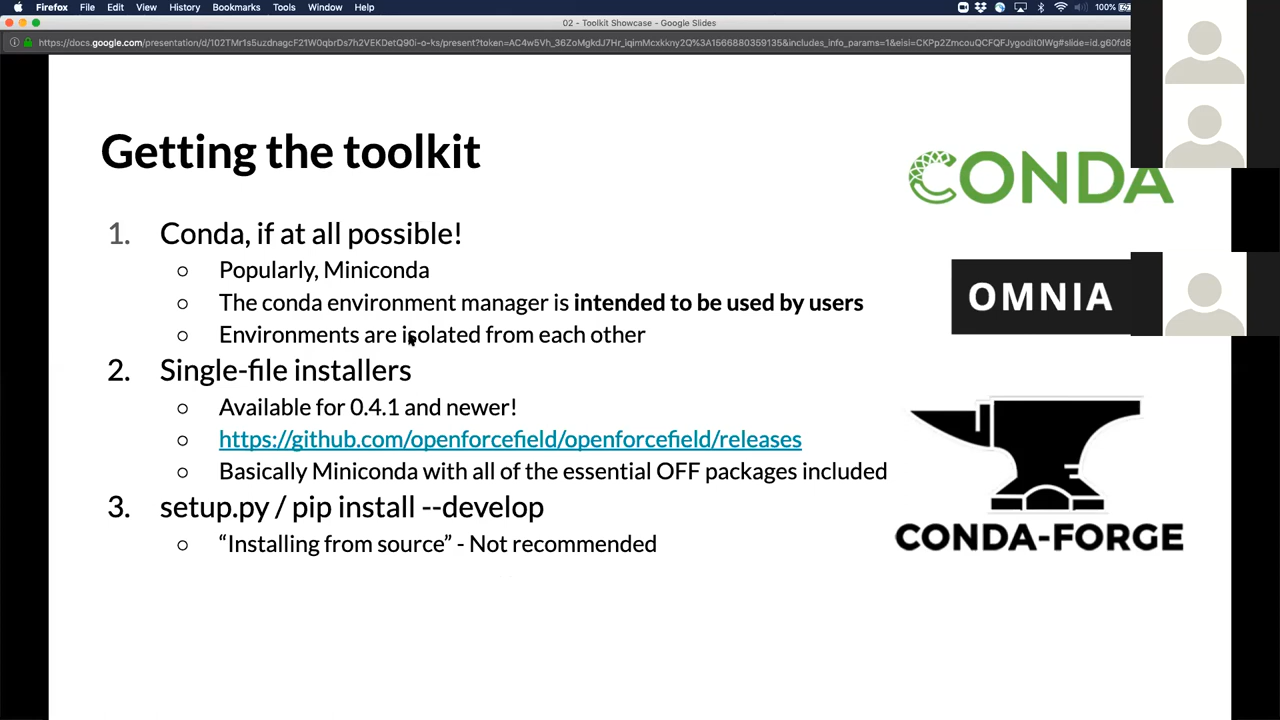 Firefox File Edit View History Bookmarks Tools Window Help 100%
02 - Toolkit Showcase - Google Slides
Getting the toolkit
1. Conda, if at all possible!
○ Popularly, Miniconda
○ The conda environment manager is intended to be used by users
○ Environments are isolated from each other
2. Single-file installers
○ Available for 0.4.1 and newer!
○ https://github.com/openforcefield/openforcefield/releases
○ Basically Miniconda with all of the essential OFF packages included
3. setup.py / pip install --develop
○ “Installing from source” - Not recommended
CONDA
OMNIA
CONDA-FORGE